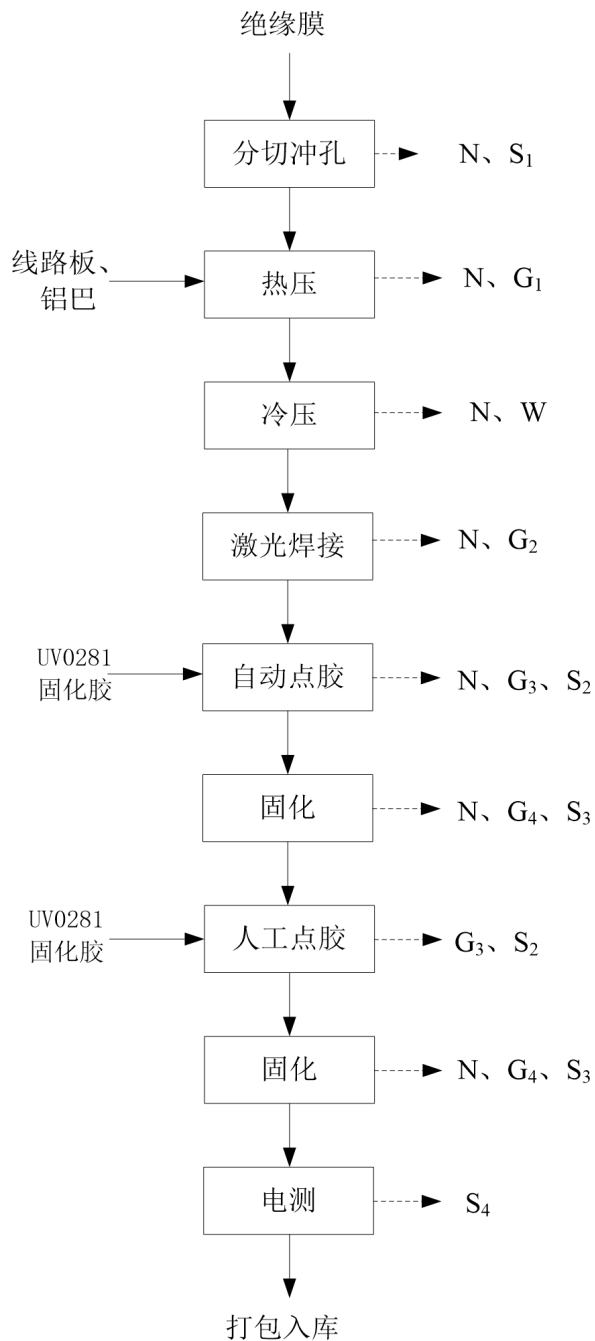 绝缘膜
分切冲孔
N、S₁
线路板、
铝巴
热压
N、G₁
冷压
N、W
激光焊接
N、G₂
UV0281
固化胶
自动点胶
N、G₃、S₂
固化
N、G₄、S₃
UV0281
固化胶
人工点胶
G₃、S₂
固化
N、G₄、S₃
电测
S₄
打包入库